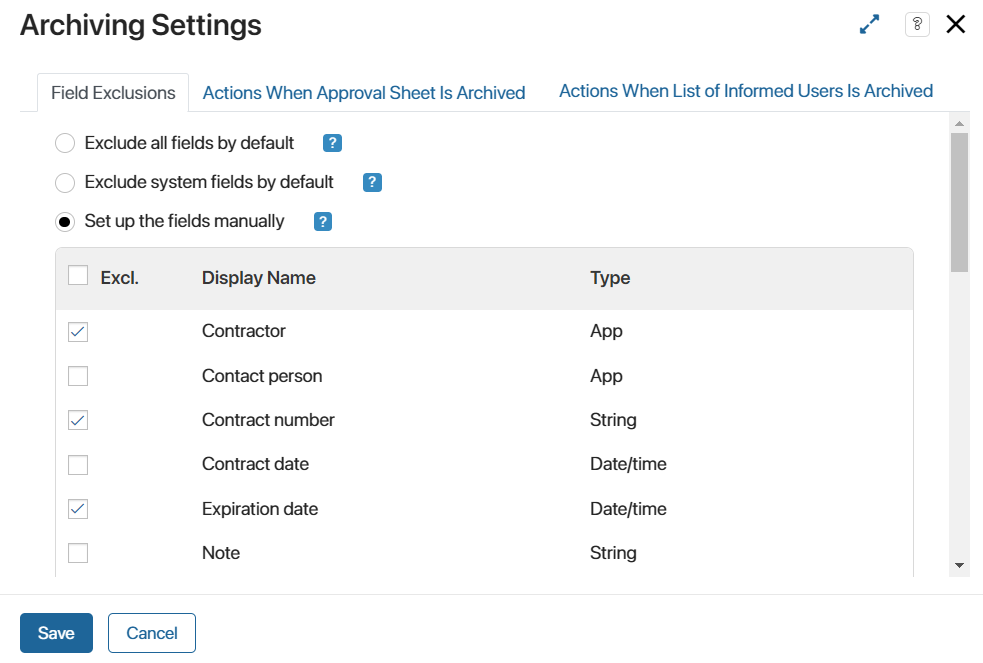 Archiving Settings
?
Field Exclusions Actions When Approval Sheet Is Archived Actions When List of Informed Users Is Archived
Exclude all fields by default ?
Exclude system fields by default ?
Set up the fields manually ?
Excl. Display Name Type
Contractor App
Contact person App
Contract number String
Contract date Date/time
Expiration date Date/time
Note String
Save Cancel